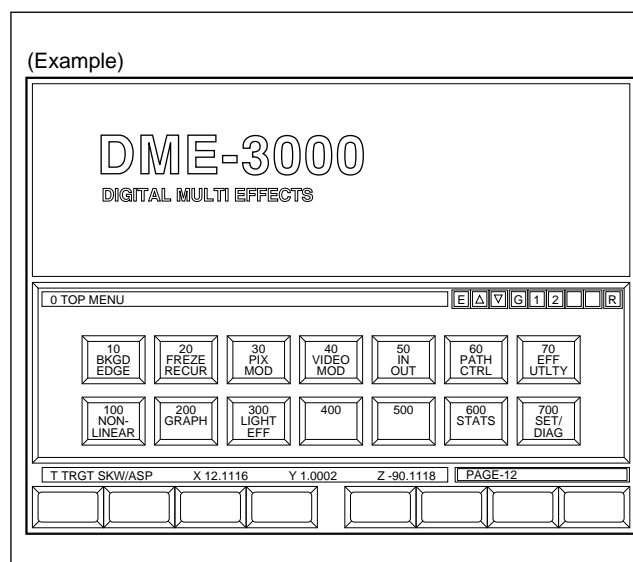 (Example)
DME-3000
DIGITAL MULTI EFFECTS
0 TOP MENU E △ ▽ G 1 2 R
10 BKGD EDGE
20 FREZE RECUR
30 PIX MOD
40 VIDEO MOD
50 IN OUT
60 PATH CTRL
70 EFF UTLTY
100 NON-LINEAR
200 GRAPH
300 LIGHT EFF
400
500
600 STATS
700 SET/ DIAG
T TRGT SKW/ASP X 12.1116 Y 1.0002 Z -90.1118 PAGE-12